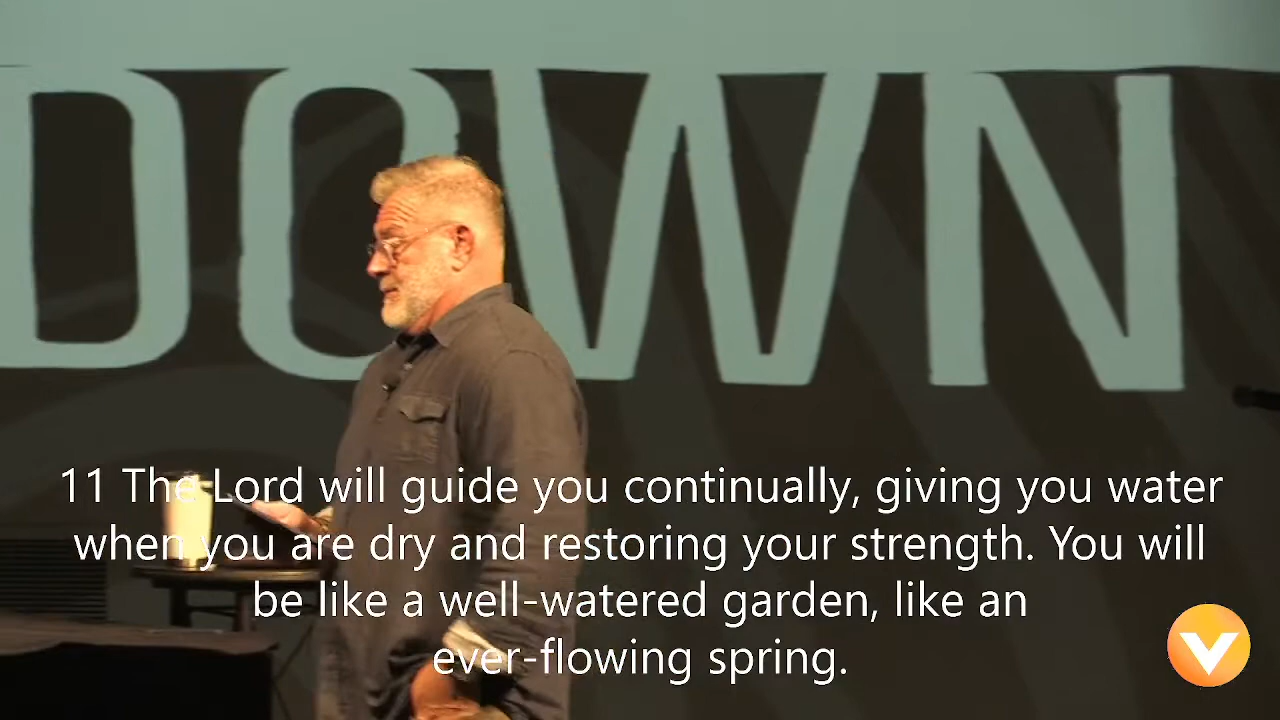 DOWN
11 The Lord will guide you continually, giving you water
when you are dry and restoring your strength. You will
be like a well-watered garden, like an
ever-flowing spring.